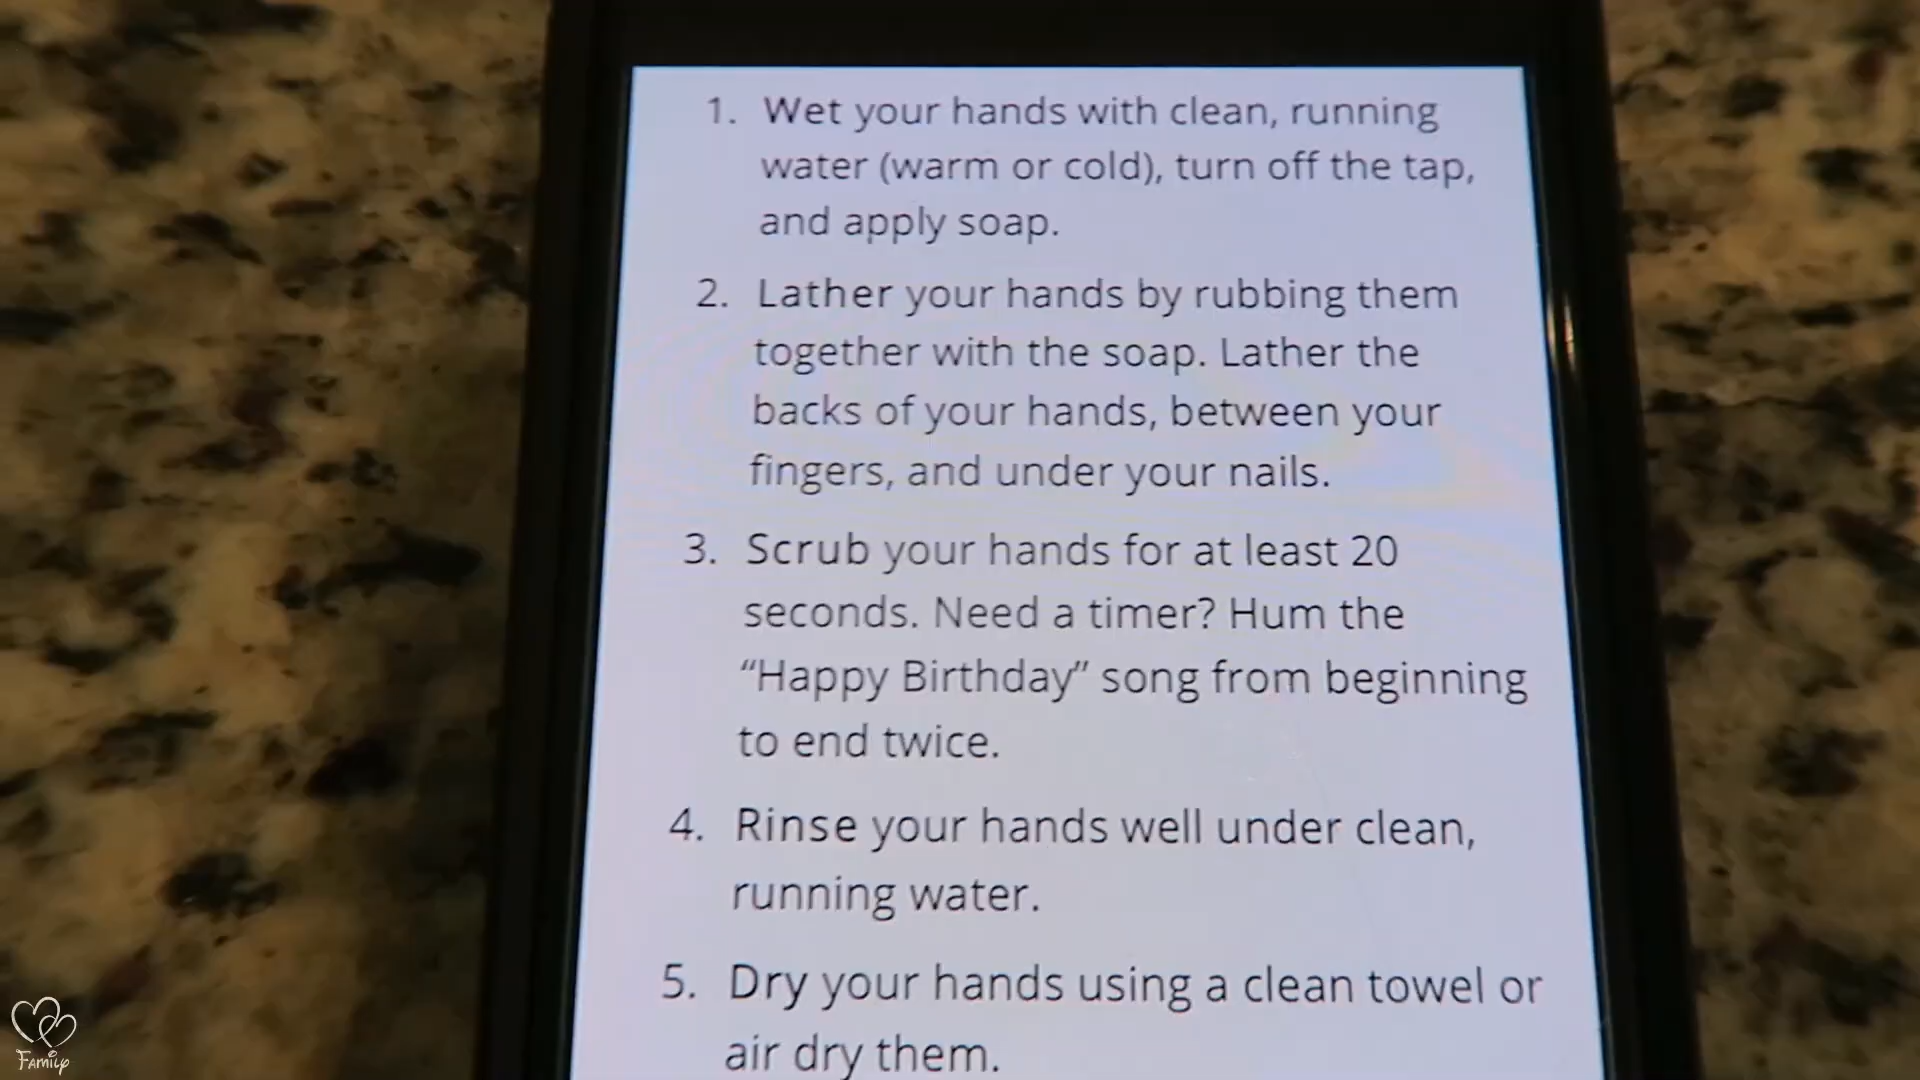 1. Wet your hands with clean, running
water (warm or cold), turn off the tap,
and apply soap.
2. Lather your hands by rubbing them
together with the soap. Lather the
backs of your hands, between your
fingers, and under your nails.
3. Scrub your hands for at least 20
seconds. Need a timer? Hum the
“Happy Birthday” song from beginning
to end twice.
4. Rinse your hands well under clean,
running water.
5. Dry your hands using a clean towel or
air dry them.
Family